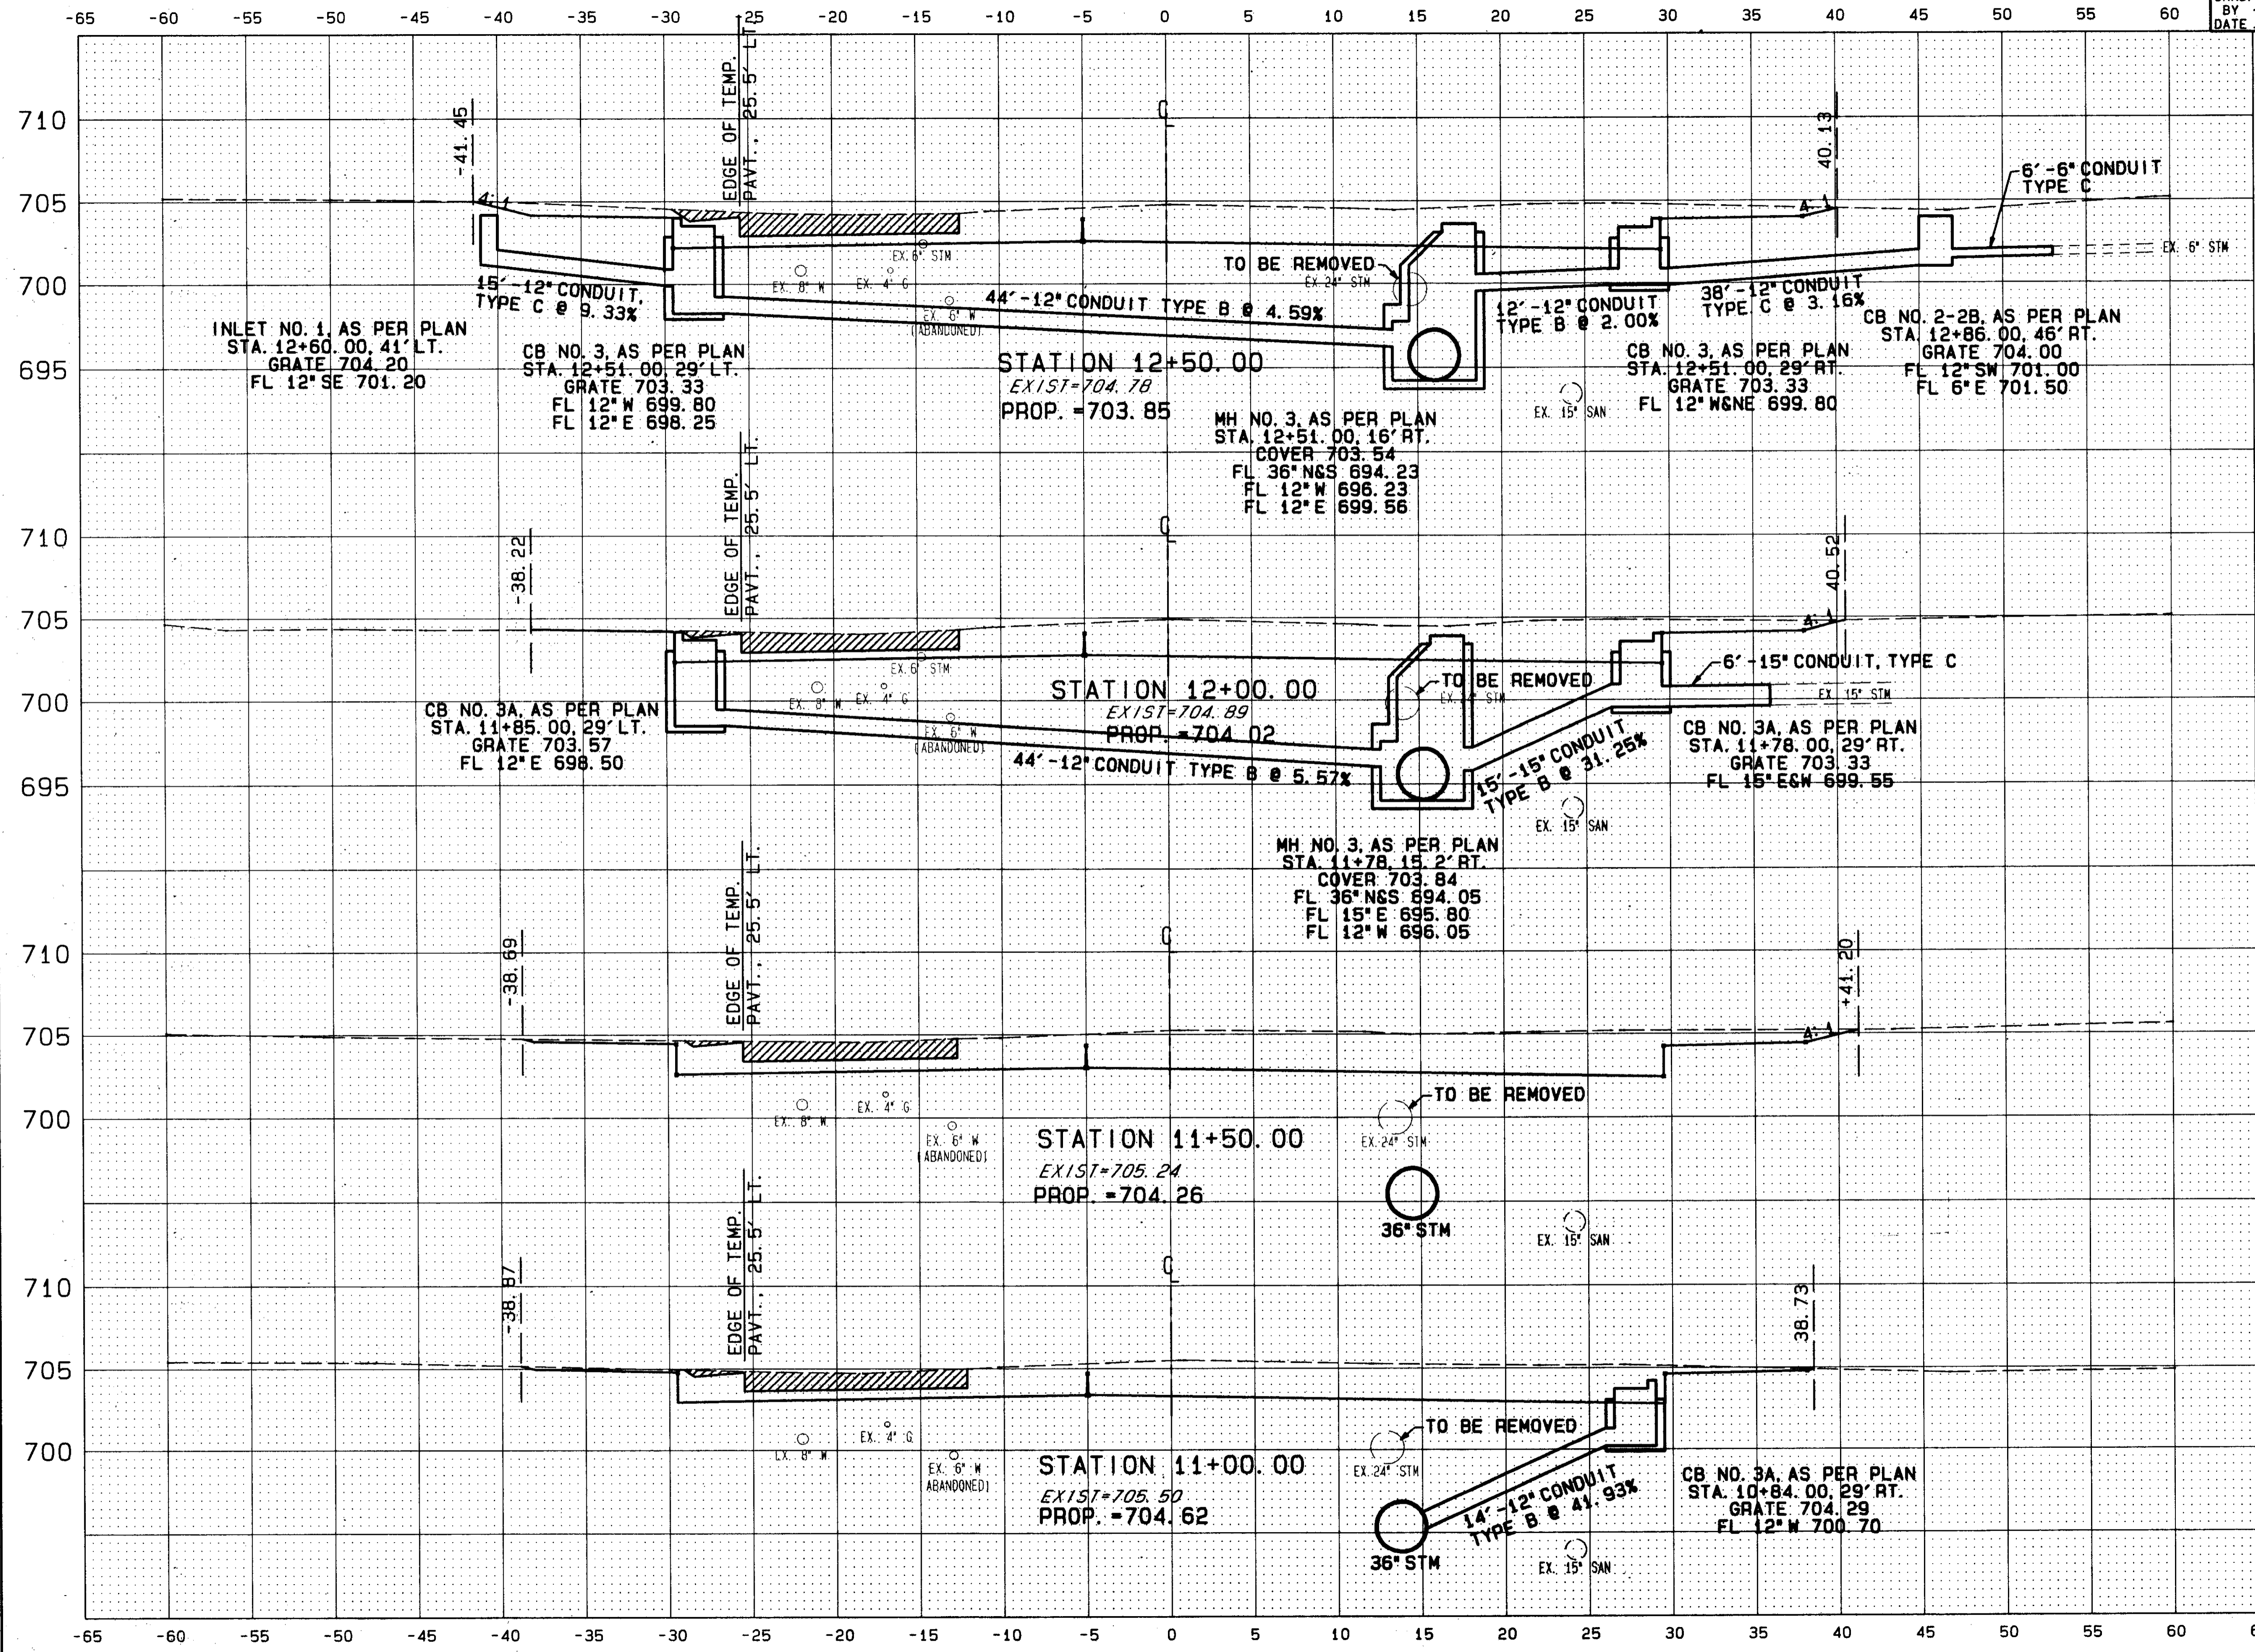 -65 -60 -55 -50 -45 -40 -35 -30 -25 -20 -15 -10 -5 0 5 10 15 20 25 30 35 40 45 50 55 60
BY
DATE
710
705
700
695
-41.45
EDGE OF TEMP.
PAVT., 25.5' LT.
C
40.13
4:1
4:1
6'-6" CONDUIT
TYPE C
EX. 6" STM
EX. 6" STM
EX. 8" W
EX. 4" G
EX. 6" W
(ABANDONED)
TO BE REMOVED
EX. 24" STM
15'-12" CONDUIT,
TYPE C @ 9.33%
44'-12" CONDUIT TYPE B @ 4.59%
12'-12" CONDUIT
TYPE B @ 2.00%
38'-12" CONDUIT
TYPE C @ 3.16%
INLET NO. 1, AS PER PLAN
STA. 12+60.00, 41' LT.
GRATE 704.20
FL 12" SE 701.20
CB NO. 3, AS PER PLAN
STA. 12+51.00, 29' LT.
GRATE 703.33
FL 12" W 699.80
FL 12" E 698.25
STATION 12+50.00
EXIST=704.78
PROP.=703.85
MH NO. 3, AS PER PLAN
STA. 12+51.00, 16' RT.
COVER 703.54
FL 36" N&S 694.23
FL 12" W 696.23
FL 12" E 699.56
EX. 15" SAN
CB NO. 3, AS PER PLAN
STA. 12+51.00, 29' RT.
GRATE 703.33
FL 12" W&NE 699.80
CB NO. 2-2B, AS PER PLAN
STA. 12+86.00, 46' RT.
GRATE 704.00
FL 12" SW 701.00
FL 6" E 701.50
710
705
700
695
-38.22
EDGE OF TEMP.
PAVT., 25.5' LT.
C
40.52
4:1
EX. 6" STM
EX. 8" W
EX. 4" G
EX. 6" W
(ABANDONED)
STATION 12+00.00
EXIST=704.89
PROP.=704.02
TO BE REMOVED
EX. 24" STM
6'-15" CONDUIT, TYPE C
EX. 15" STM
CB NO. 3A, AS PER PLAN
STA. 11+85.00, 29' LT.
GRATE 703.57
FL 12" E 698.50
44'-12" CONDUIT TYPE B @ 5.57%
15'-15" CONDUIT
TYPE B @ 31.25%
CB NO. 3A, AS PER PLAN
STA. 11+78.00, 29' RT.
GRATE 703.33
FL 15" E&W 699.55
EX. 15" SAN
MH NO. 3, AS PER PLAN
STA. 11+78, 15.2' RT.
COVER 703.84
FL 36" N&S 694.05
FL 15" E 695.80
FL 12" W 696.05
710
705
700
-38.69
EDGE OF TEMP.
PAVT., 25.5' LT.
C
+41.20
4:1
EX. 8" W
EX. 4" G
EX. 6" W
(ABANDONED)
STATION 11+50.00
EXIST=705.24
PROP.=704.26
TO BE REMOVED
EX. 24" STM
36" STM
EX. 15" SAN
710
705
700
-38.87
EDGE OF TEMP.
PAVT., 25.5' LT.
C
38.73
EX. 8" W
EX. 4" G
EX. 6" W
ABANDONED)
STATION 11+00.00
EXIST=705.50
PROP.=704.62
TO BE REMOVED
EX. 24" STM
36" STM
14'-12" CONDUIT
TYPE B @ 41.93%
CB NO. 3A, AS PER PLAN
STA. 10+84.00, 29' RT.
GRATE 704.29
FL 12" W 700.70
EX. 15" SAN
-65 -60 -55 -50 -45 -40 -35 -30 -25 -20 -15 -10 -5 0 5 10 15 20 25 30 35 40 45 50 55 60